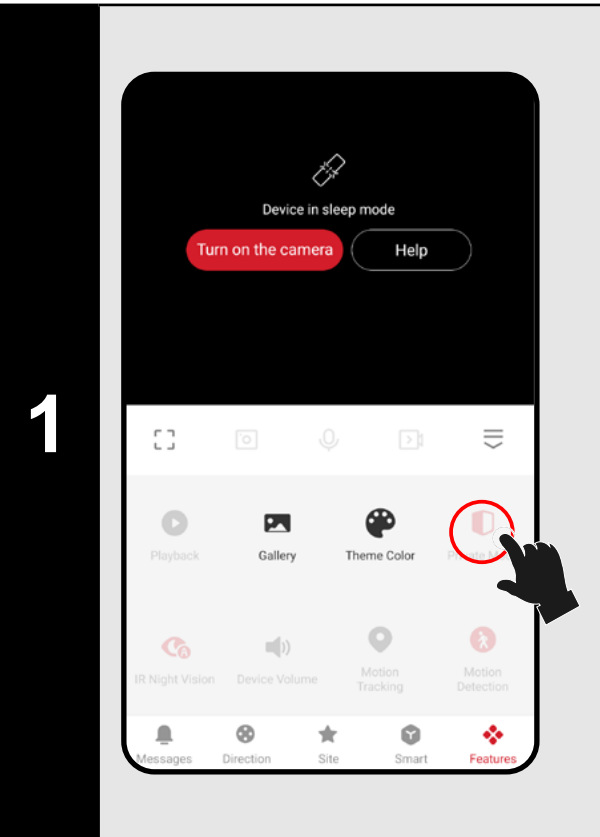 1
Device in sleep mode
Turn on the camera
Help
Playback
Gallery
Theme Color
Private M
IR Night Vision
Device Volume
Motion
Tracking
Motion
Detection
Messages
Direction
Site
Smart
Features